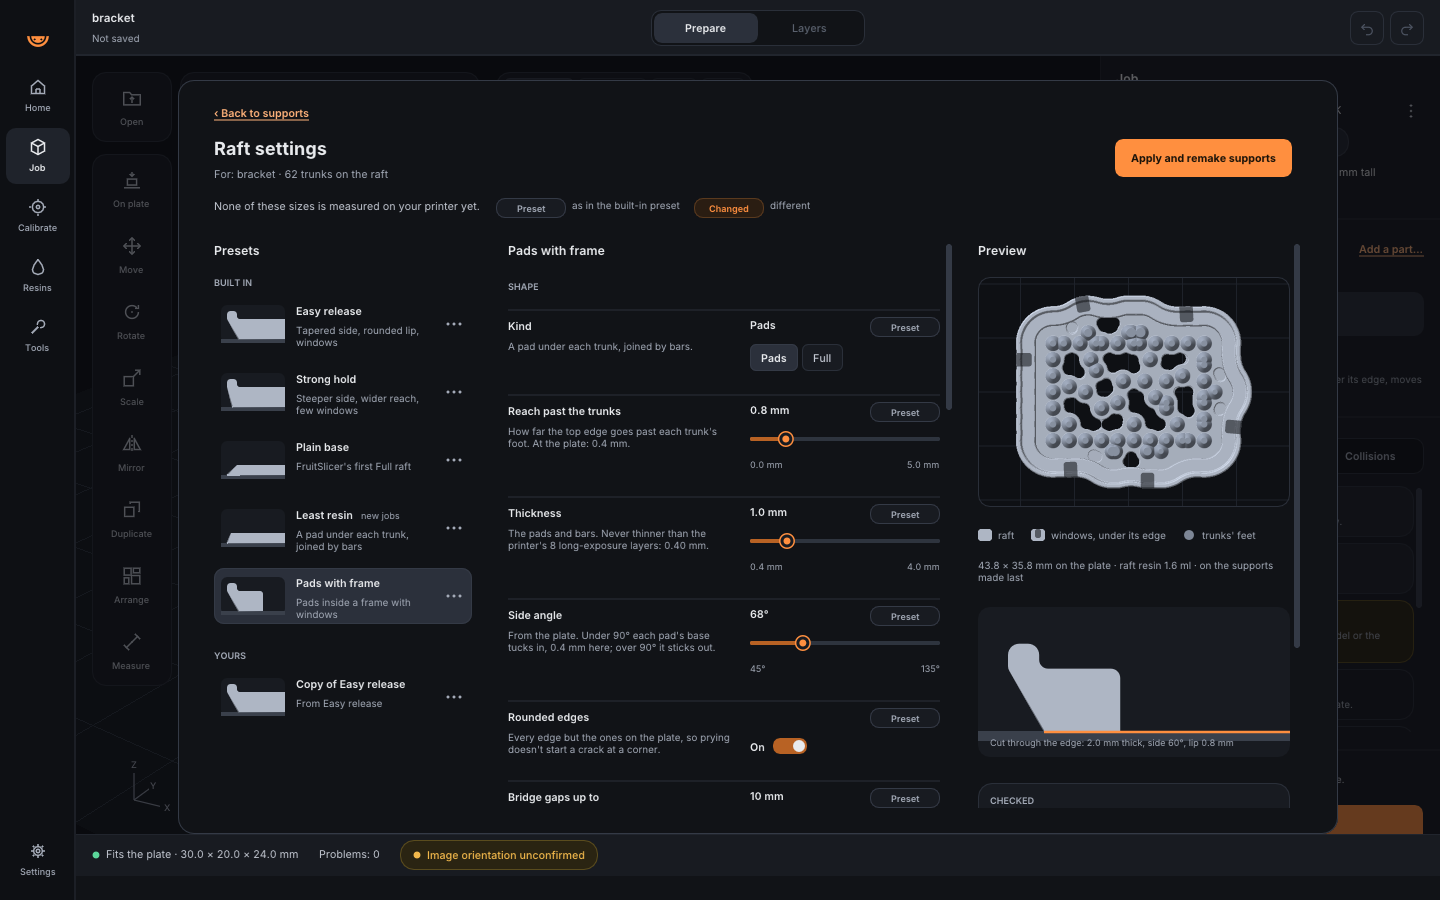 bracket
Not saved
Prepare
Layers
Home
Job
Calibrate
Resins
Tools
Settings
Open
On plate
Move
Rotate
Scale
Mirror
Duplicate
Arrange
Measure
Z
Y
X
Job
mm tall
Add a part...
r its edge, moves
Collisions
del or the
ate.
e.
‹ Back to supports
Raft settings
For: bracket · 62 trunks on the raft
Apply and remake supports
None of these sizes is measured on your printer yet.
Preset
as in the built-in preset
Changed
different
Presets
BUILT IN
Easy release
Tapered side, rounded lip,
windows
Strong hold
Steeper side, wider reach,
few windows
Plain base
FruitSlicer's first Full raft
Least resin new jobs
A pad under each trunk,
joined by bars
Pads with frame
Pads inside a frame with
windows
YOURS
Copy of Easy release
From Easy release
Pads with frame
SHAPE
Kind
A pad under each trunk, joined by bars.
Pads
Preset
Pads
Full
Reach past the trunks
How far the top edge goes past each trunk's
foot. At the plate: 0.4 mm.
0.8 mm
Preset
0.0 mm
5.0 mm
Thickness
The pads and bars. Never thinner than the
printer's 8 long-exposure layers: 0.40 mm.
1.0 mm
Preset
0.4 mm
4.0 mm
Side angle
From the plate. Under 90° each pad's base
tucks in, 0.4 mm here; over 90° it sticks out.
68°
Preset
45°
135°
Rounded edges
Every edge but the ones on the plate, so prying
doesn't start a crack at a corner.
Preset
On
Bridge gaps up to
10 mm
Preset
Preview
raft
windows, under its edge
trunks' feet
43.8 × 35.8 mm on the plate · raft resin 1.6 ml · on the supports
made last
Cut through the edge: 2.0 mm thick, side 60°, lip 0.8 mm
CHECKED
Fits the plate · 30.0 × 20.0 × 24.0 mm
Problems: 0
Image orientation unconfirmed